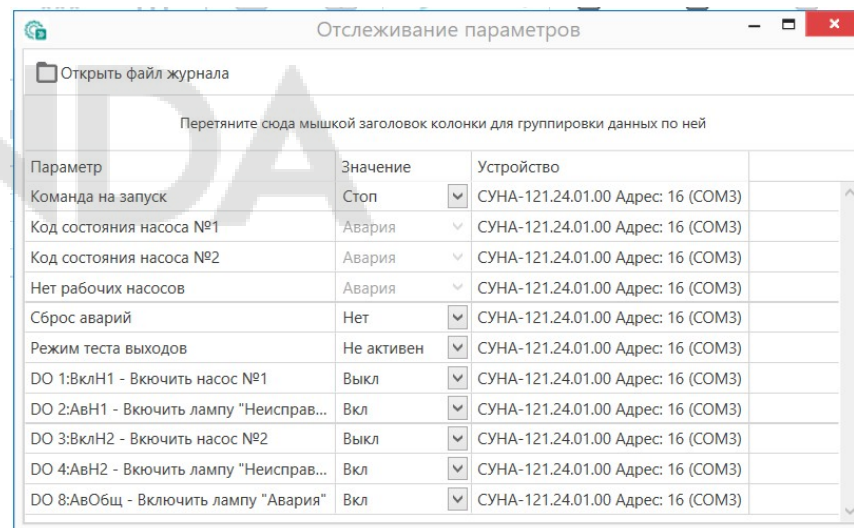 Отслеживание параметров
Открыть файл журнала
Перетяните сюда мышкой заголовок колонки для группировки данных по ней
Параметр Значение Устройство
Команда на запуск Стоп СУНА-121.24.01.00 Адрес: 16 (COM3)
Код состояния насоса №1 Авария СУНА-121.24.01.00 Адрес: 16 (COM3)
Код состояния насоса №2 Авария СУНА-121.24.01.00 Адрес: 16 (COM3)
Нет рабочих насосов Авария СУНА-121.24.01.00 Адрес: 16 (COM3)
Сброс аварий Нет СУНА-121.24.01.00 Адрес: 16 (COM3)
Режим теста выходов Не активен СУНА-121.24.01.00 Адрес: 16 (COM3)
DO 1:ВклН1 - Вкючить насос №1 Выкл СУНА-121.24.01.00 Адрес: 16 (COM3)
DO 2:АвН1 - Вкючить лампу "Неисправ... Вкл СУНА-121.24.01.00 Адрес: 16 (COM3)
DO 3:ВклН2 - Вкючить насос №2 Выкл СУНА-121.24.01.00 Адрес: 16 (COM3)
DO 4:АвН2 - Вкючить лампу "Неисправ... Вкл СУНА-121.24.01.00 Адрес: 16 (COM3)
DO 8:АвОбщ - Включить лампу "Авария" Вкл СУНА-121.24.01.00 Адрес: 16 (COM3)